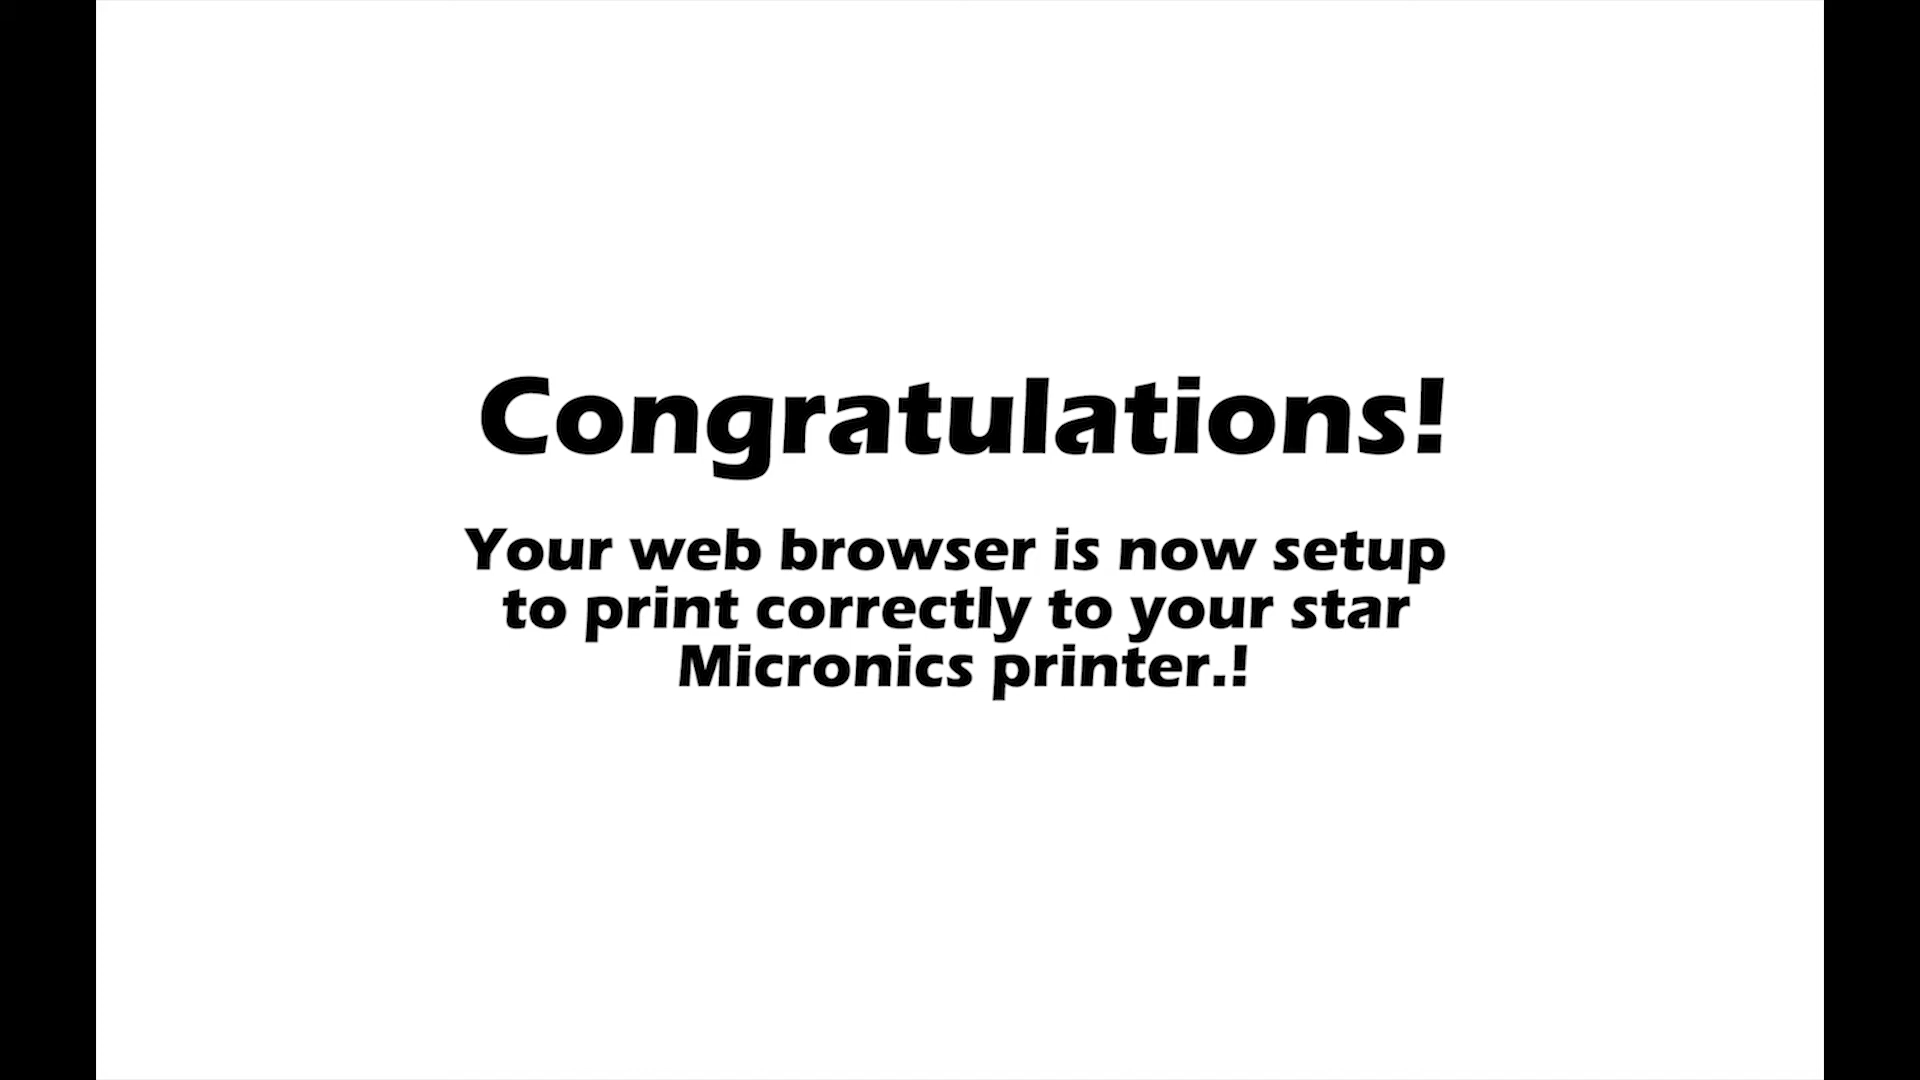 Congratulations!
Your web browser is now setup
to print correctly to your star
Micronics printer.!